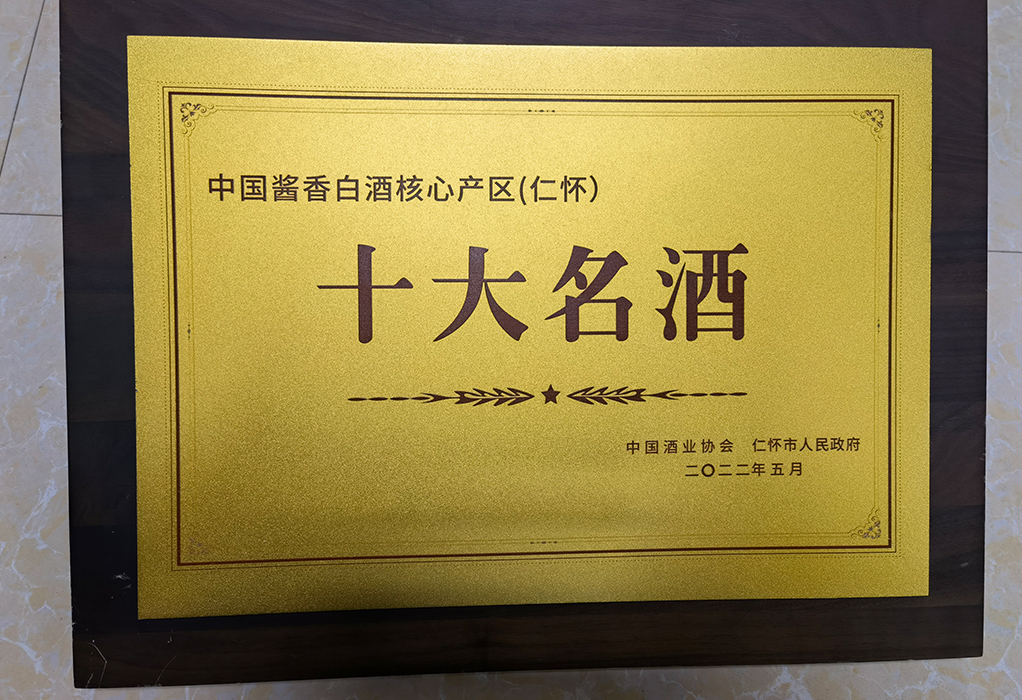 中国酱香白酒核心产区(仁怀)
十大名酒
中国酒业协会 仁怀市人民政府
二〇二二年五月